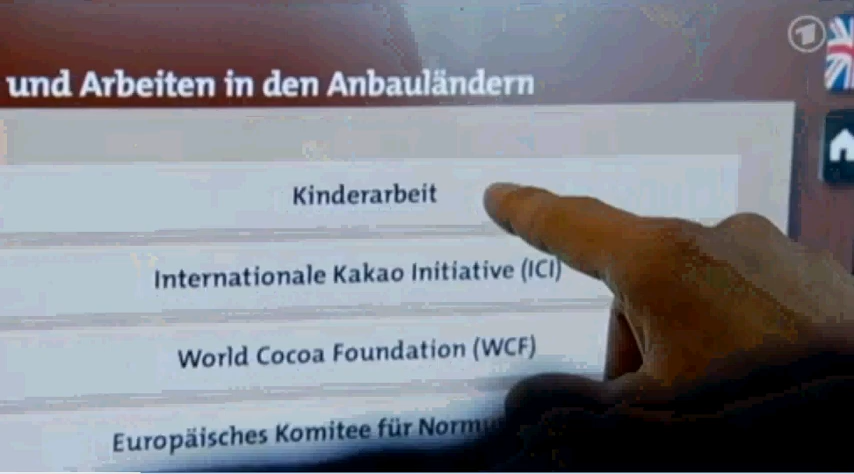 und Arbeiten in den Anbauländern
Kinderarbeit
Internationale Kakao Initiative (ICI)
World Cocoa Foundation (WCF)
Europäisches Komitee für